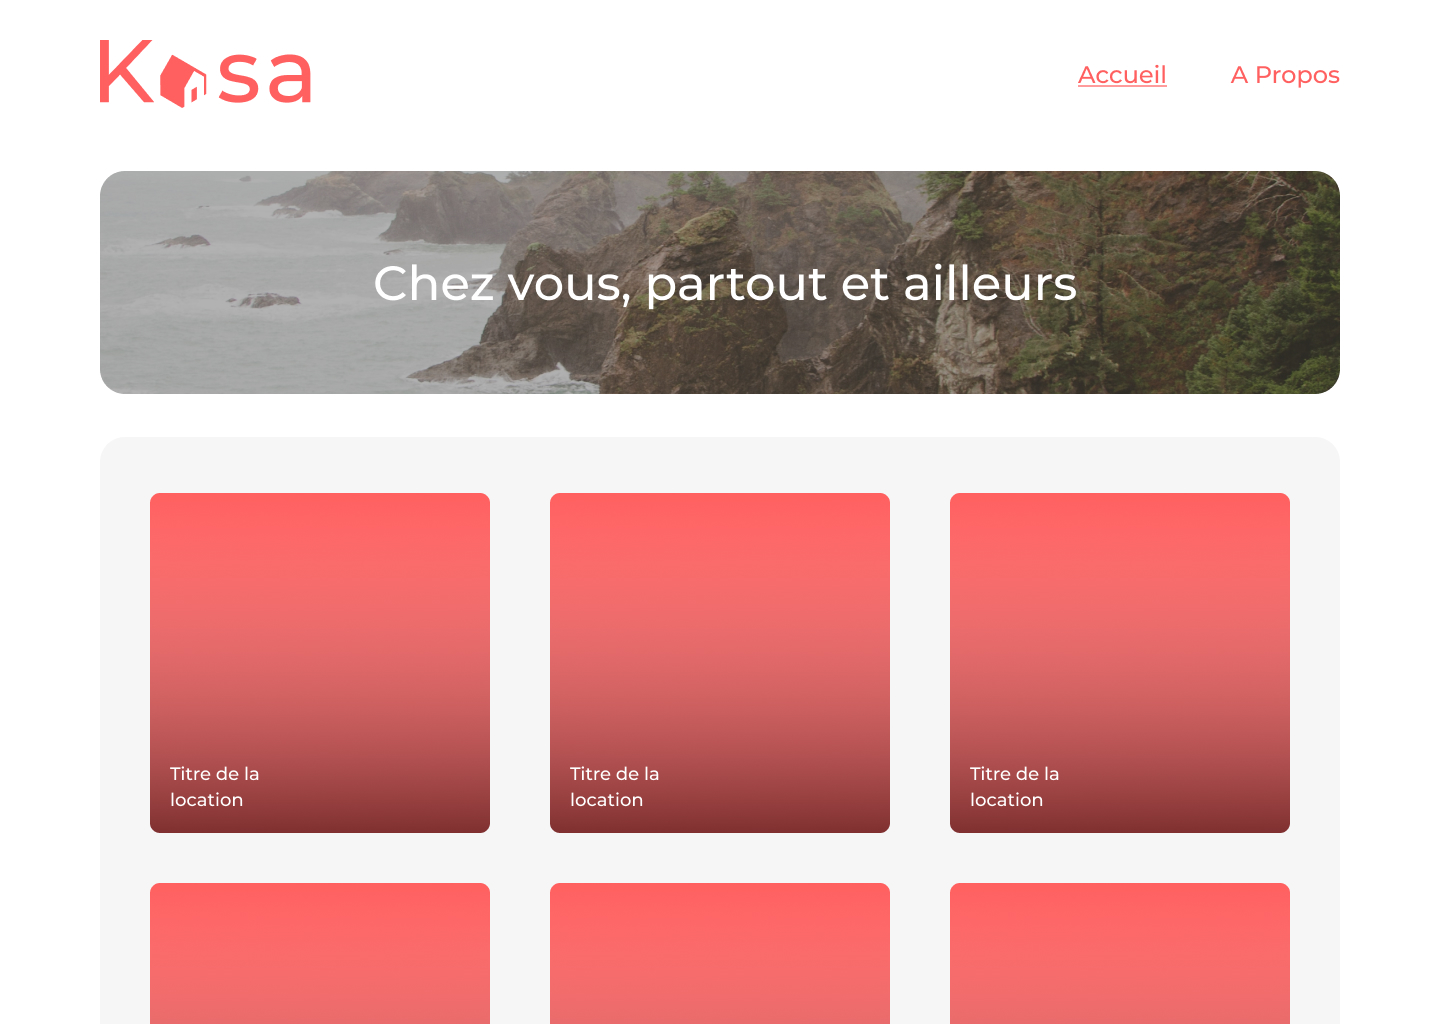 Kasa
Accueil
A Propos
Chez vous, partout et ailleurs
Titre de la
location
Titre de la
location
Titre de la
location